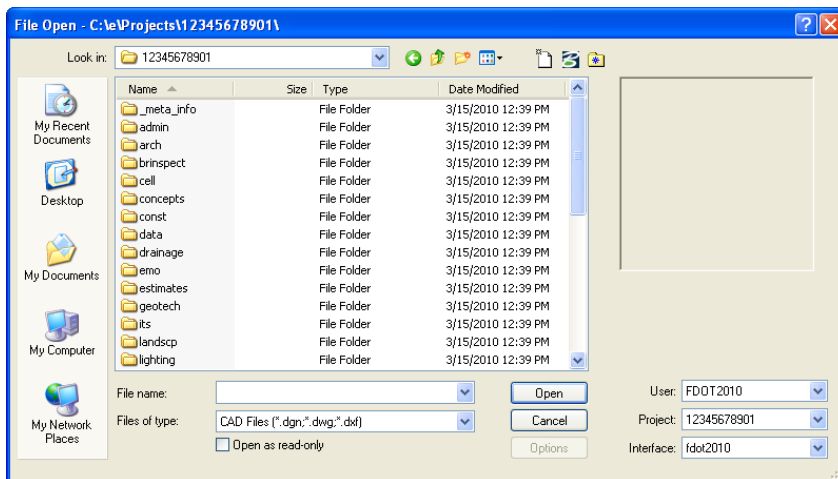 File Open - C:\e\Projects\12345678901\
Look in: 12345678901
My Recent Documents
Desktop
My Documents
My Computer
My Network Places
Name Size Type Date Modified
_meta_info File Folder 3/15/2010 12:39 PM
admin File Folder 3/15/2010 12:39 PM
arch File Folder 3/15/2010 12:39 PM
brinspect File Folder 3/15/2010 12:39 PM
cell File Folder 3/15/2010 12:39 PM
concepts File Folder 3/15/2010 12:39 PM
const File Folder 3/15/2010 12:39 PM
data File Folder 3/15/2010 12:39 PM
drainage File Folder 3/15/2010 12:39 PM
emo File Folder 3/15/2010 12:39 PM
estimates File Folder 3/15/2010 12:39 PM
geotech File Folder 3/15/2010 12:39 PM
its File Folder 3/15/2010 12:39 PM
landscp File Folder 3/15/2010 12:39 PM
lighting File Folder 3/15/2010 12:39 PM
File name: Open
Files of type: CAD Files (*.dgn;*.dwg;*.dxf) Cancel
Open as read-only Options
User: FDOT2010
Project: 12345678901
Interface: fdot2010